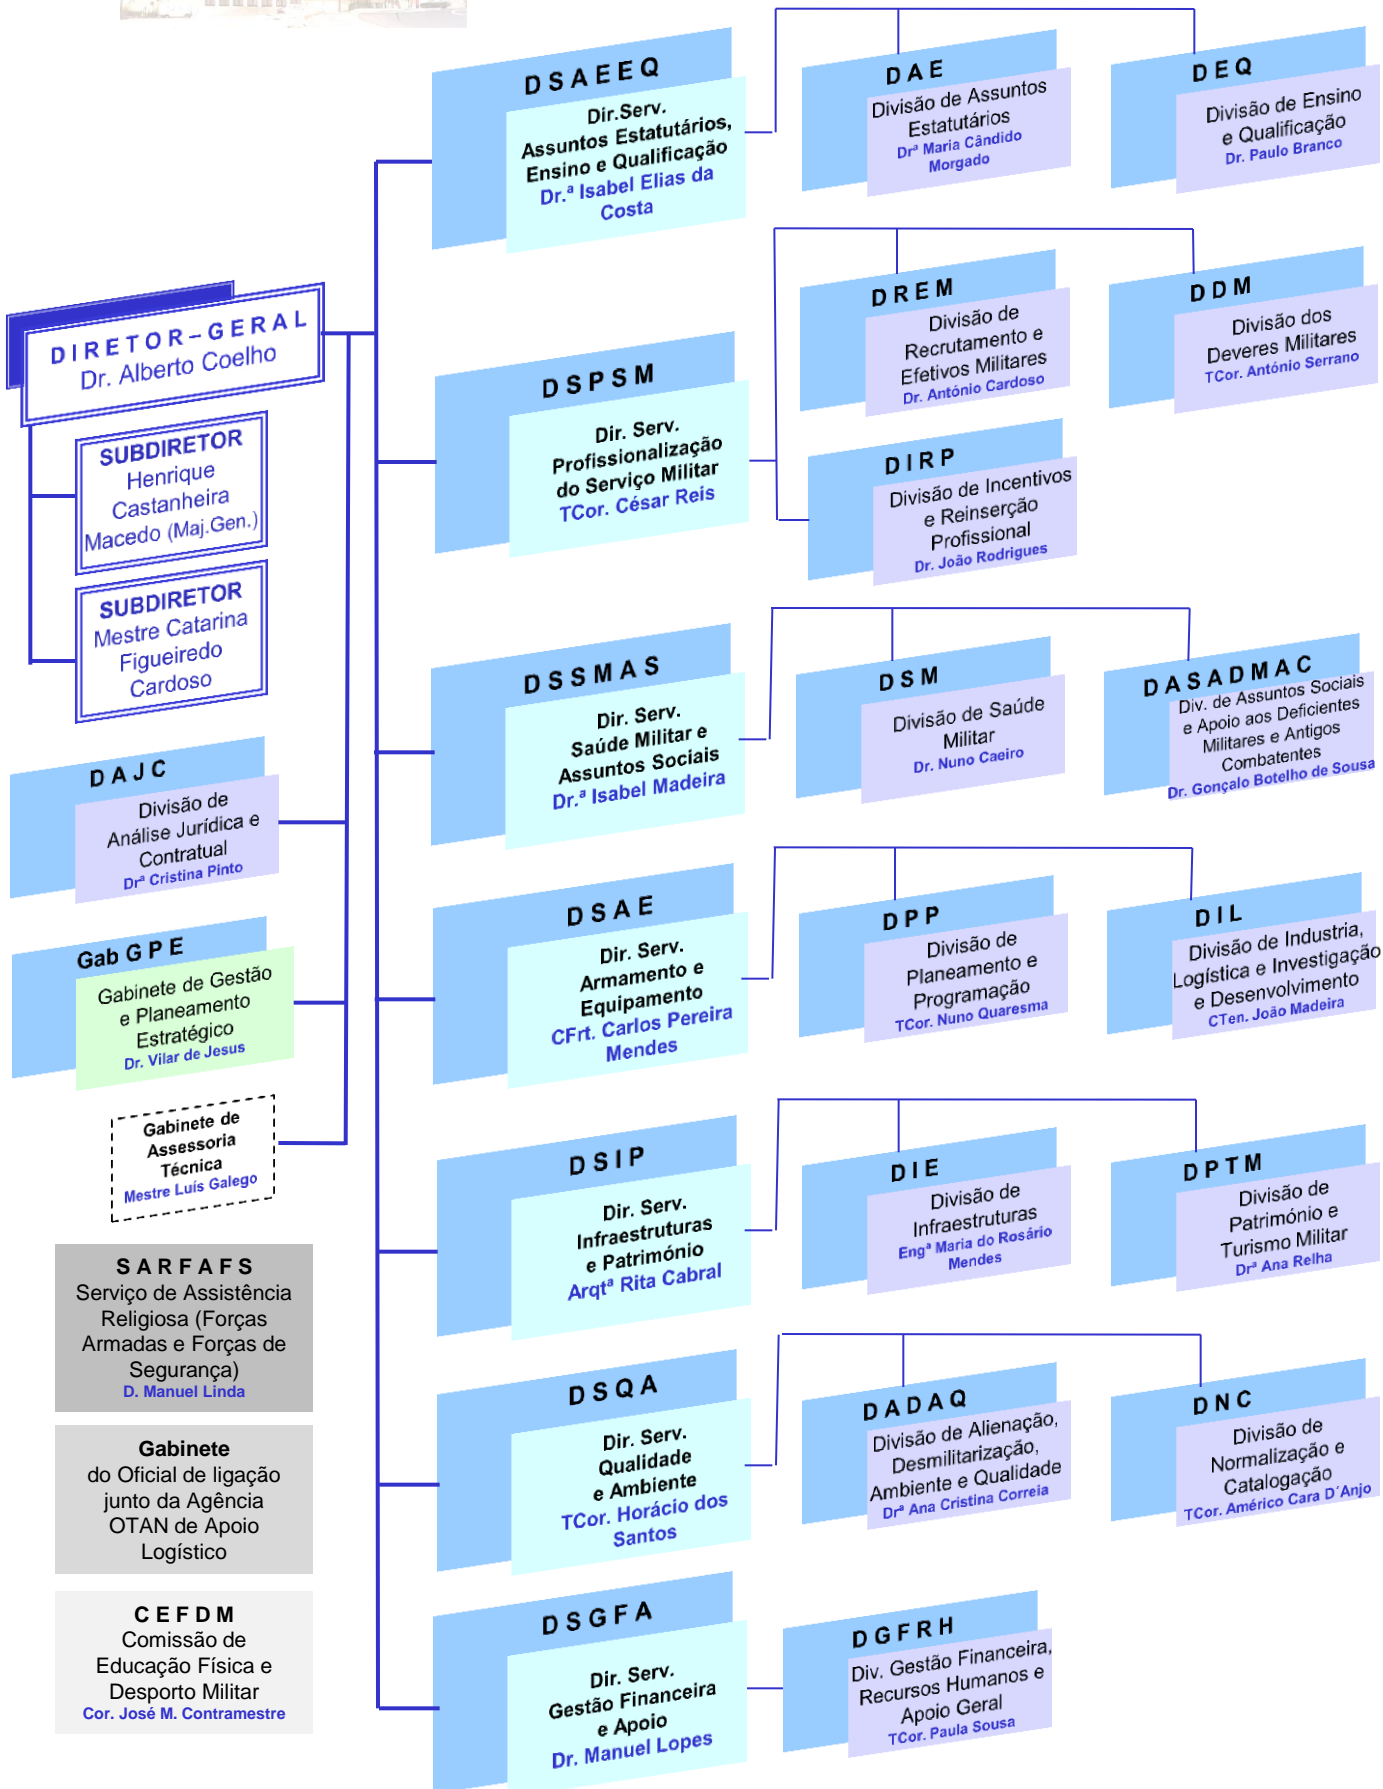 DIRETOR–GERAL
Dr. Alberto Coelho
SUBDIRETOR
Henrique
Castanheira
Macedo (Maj.Gen.)
SUBDIRETOR
Mestre Catarina
Figueiredo
Cardoso
DAJC
Divisão de
Análise Jurídica e
Contratual
Drª Cristina Pinto
Gab GPE
Gabinete de Gestão
e Planeamento
Estratégico
Dr. Vilar de Jesus
Gabinete de
Assessoria
Técnica
Mestre Luís Galego
SARFAFS
Serviço de Assistência
Religiosa (Forças
Armadas e Forças de
Segurança)
D. Manuel Linda
Gabinete
do Oficial de ligação
junto da Agência
OTAN de Apoio
Logístico
CEFDM
Comissão de
Educação Física e
Desporto Militar
Cor. José M. Contramestre
DSAEEQ
Dir.Serv.
Assuntos Estatutários,
Ensino e Qualificação
Dr.ª Isabel Elias da
Costa
DAE
Divisão de Assuntos
Estatutários
Drª Maria Cândido
Morgado
DEQ
Divisão de Ensino
e Qualificação
Dr. Paulo Branco
DSPSM
Dir. Serv.
Profissionalização
do Serviço Militar
TCor. César Reis
DREM
Divisão de
Recrutamento e
Efetivos Militares
Dr. António Cardoso
DDM
Divisão dos
Deveres Militares
TCor. António Serrano
DIRP
Divisão de Incentivos
e Reinserção
Profissional
Dr. João Rodrigues
DSSMAS
Dir. Serv.
Saúde Militar e
Assuntos Sociais
Dr.ª Isabel Madeira
DSM
Divisão de Saúde
Militar
Dr. Nuno Caeiro
DASADMAC
Div. de Assuntos Sociais
e Apoio aos Deficientes
Militares e Antigos
Combatentes
Dr. Gonçalo Botelho de Sousa
DSAE
Dir. Serv.
Armamento e
Equipamento
CFrt. Carlos Pereira
Mendes
DPP
Divisão de
Planeamento e
Programação
TCor. Nuno Quaresma
DIL
Divisão de Industria,
Logística e Investigação
e Desenvolvimento
CTen. João Madeira
DSIP
Dir. Serv.
Infraestruturas
e Património
Arqtª Rita Cabral
DIE
Divisão de
Infraestruturas
Engª Maria do Rosário
Mendes
DPTM
Divisão de
Património e
Turismo Militar
Drª Ana Relha
DSQA
Dir. Serv.
Qualidade
e Ambiente
TCor. Horácio dos
Santos
DADAQ
Divisão de Alienação,
Desmilitarização,
Ambiente e Qualidade
Drª Ana Cristina Correia
DNC
Divisão de
Normalização e
Catalogação
TCor. Américo Cara D´Anjo
DSGFA
Dir. Serv.
Gestão Financeira
e Apoio
Dr. Manuel Lopes
DGFRH
Div. Gestão Financeira,
Recursos Humanos e
Apoio Geral
TCor. Paula Sousa